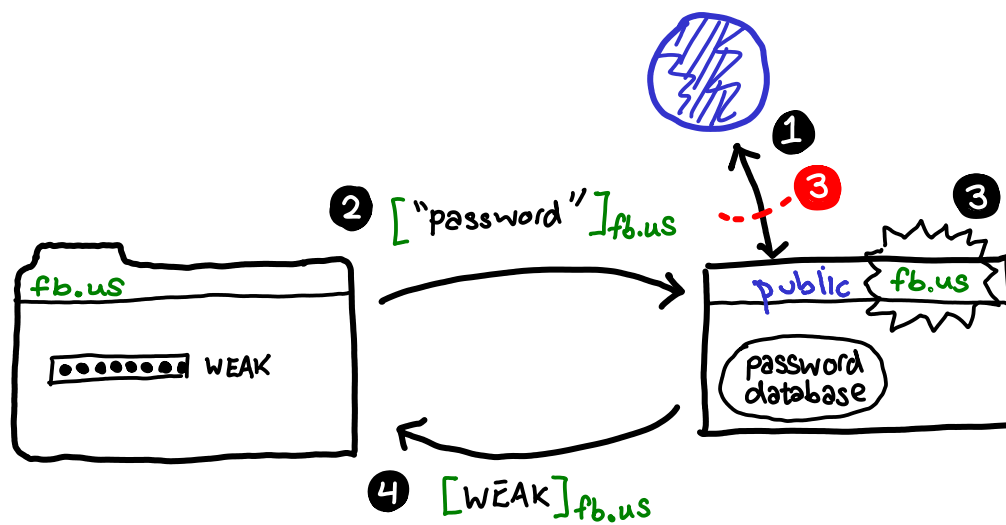 1
3
3
2 ["password"]fb.us
fb.us
public fb.us
WEAK
password
database
4 [WEAK]fb.us